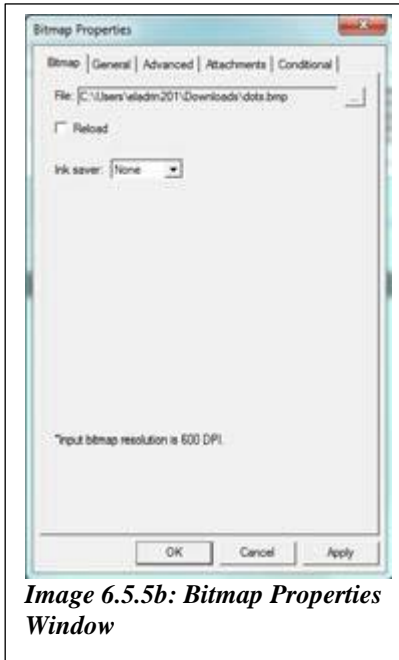 Bitmap Properties
Bitmap General Advanced Attachments Conditional
File: C:\Users\eladm201\Downloads\dots.bmp ...
Reload
Ink saver: None
*Input bitmap resolution is 600 DPI.
OK Cancel Apply
Image 6.5.5b: Bitmap Properties
Window